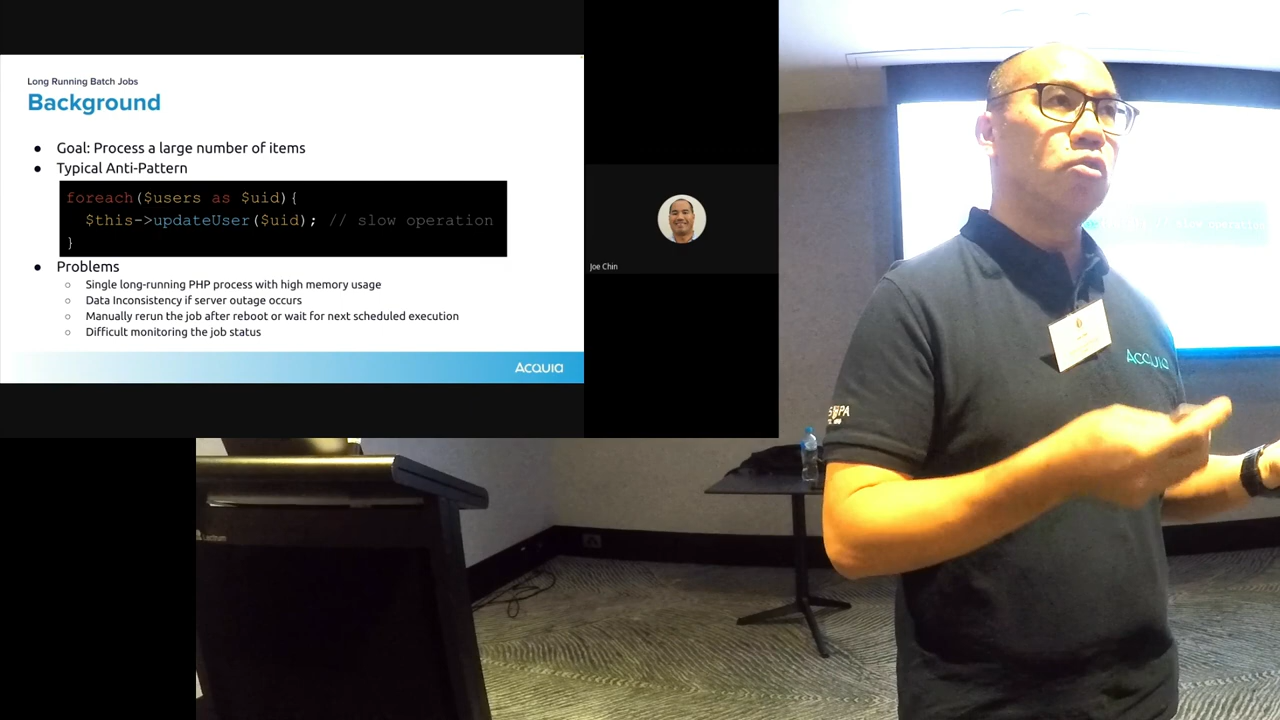 Long Running Batch Jobs
Background
● Goal: Process a large number of items
● Typical Anti-Pattern
foreach($users as $uid){
$this->updateUser($uid); // slow operation
}
● Problems
○ Single long-running PHP process with high memory usage
○ Data Inconsistency if server outage occurs
○ Manually rerun the job after reboot or wait for next scheduled execution
○ Difficult monitoring the job status
Acquia
Joe Chin
slow operation
Acquia